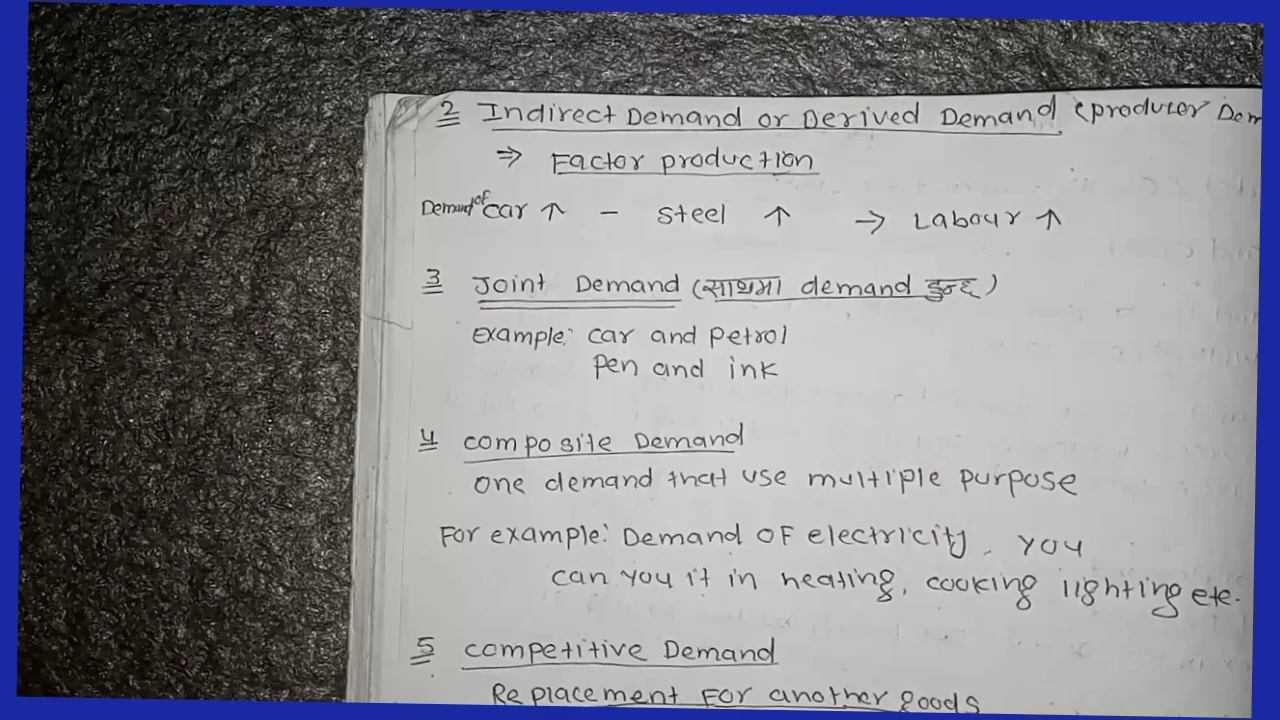 2 Indirect Demand or Derived Demand (producer Dem
⇒ Factor production
Demand of car ↑ - steel ↑ → Labour ↑
3 Joint Demand (साथमा demand हुन्छ)
Example: car and petrol
pen and ink
4 composite Demand
one demand that use multiple purpose
For example: Demand of electricity, you
can you it in heating, cooking lighting etc.
5 competitive Demand
Replacement for another goods